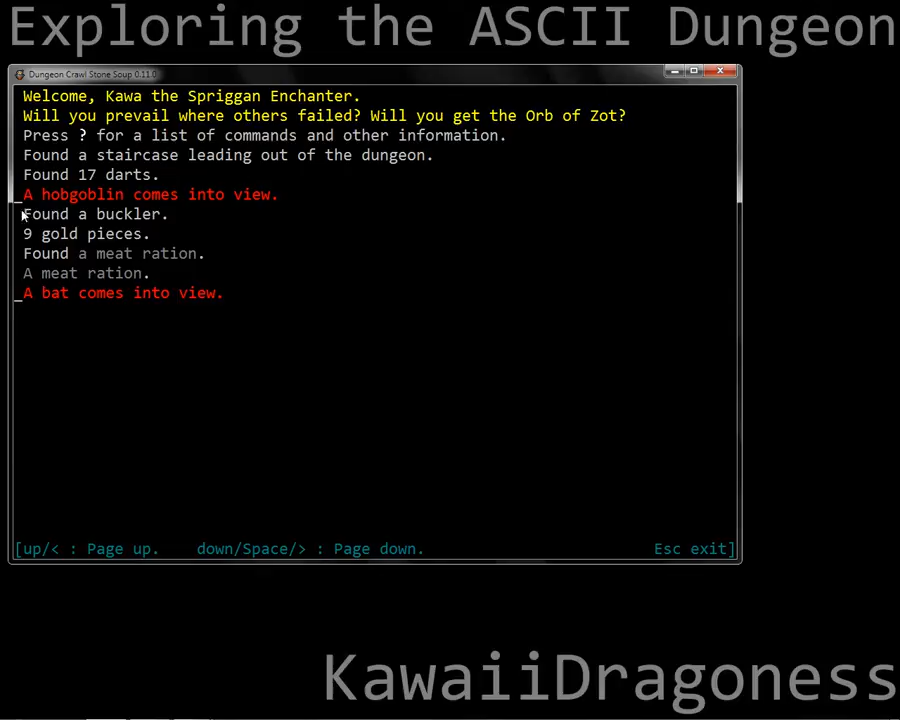 Exploring the ASCII Dungeon
Dungeon Crawl Stone Soup 0.11.0
Welcome, Kawa the Spriggan Enchanter.
Will you prevail where others failed? Will you get the Orb of Zot?
Press ? for a list of commands and other information.
Found a staircase leading out of the dungeon.
Found 17 darts.
_A hobgoblin comes into view.
Found a buckler.
9 gold pieces.
Found a meat ration.
A meat ration.
_A bat comes into view.
[up/< : Page up.    down/Space/> : Page down.    Esc exit]
KawaiiDragoness